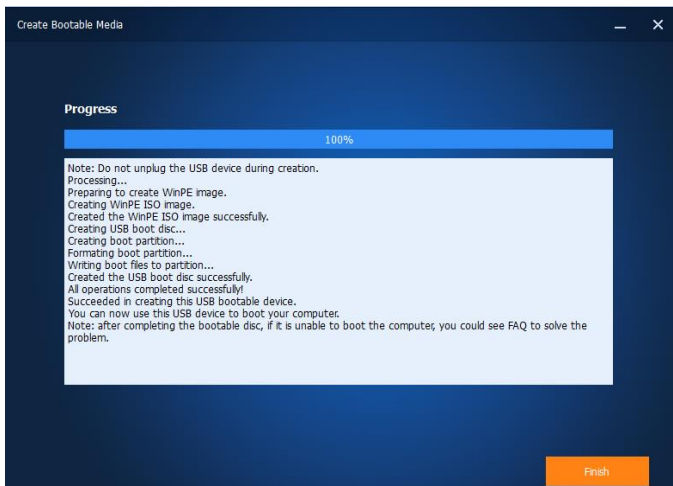 Create Bootable Media
Progress
100%
Note: Do not unplug the USB device during creation.
Processing...
Preparing to create WinPE image.
Creating WinPE ISO image.
Created the WinPE ISO image successfully.
Creating USB boot disc...
Creating boot partition...
Formating boot partition...
Writing boot files to partition...
Created the USB boot disc successfully.
All operations completed successfully!
Succeeded in creating this USB bootable device.
You can now use this USB device to boot your computer.
Note: after completing the bootable disc, if it is unable to boot the computer, you could see FAQ to solve the
problem.
Finish